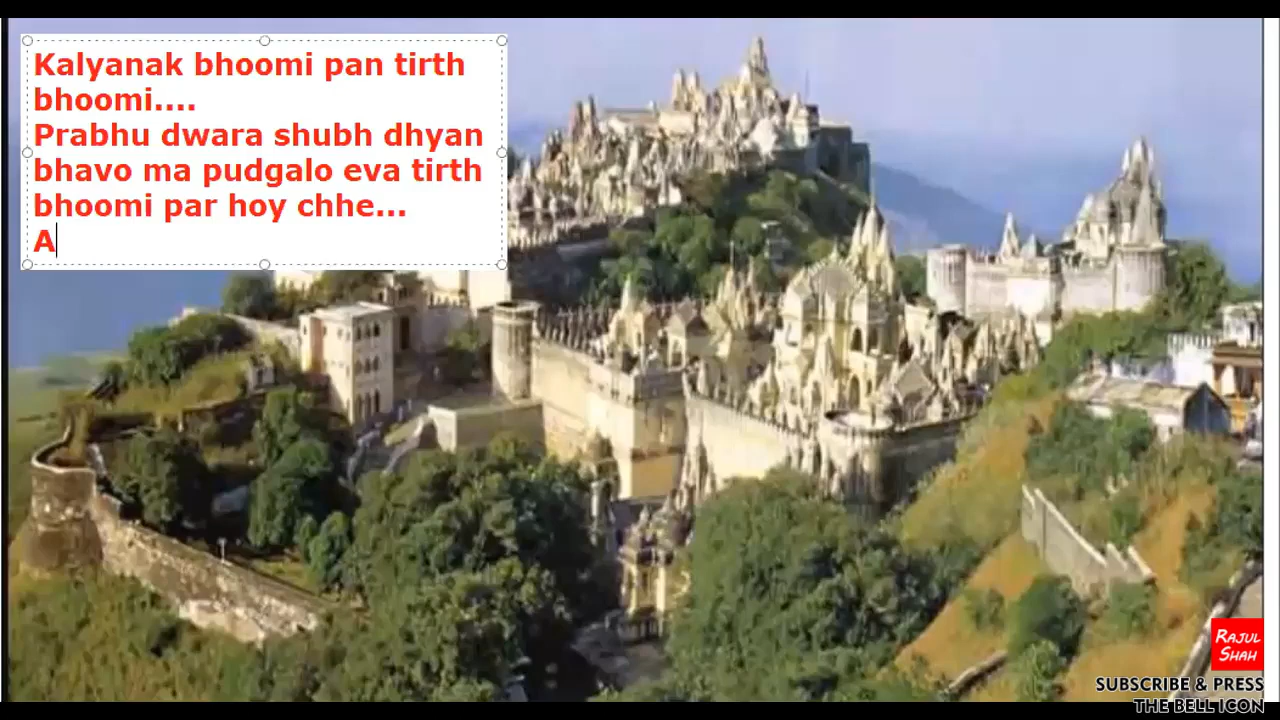 Kalyanak bhoomi pan tirth
bhoomi....
Prabhu dwara shubh dhyan
bhavo ma pudgalo eva tirth
bhoomi par hoy chhe...
A
RAJUL
SHAH
SUBSCRIBE & PRESS
THE BELL ICON